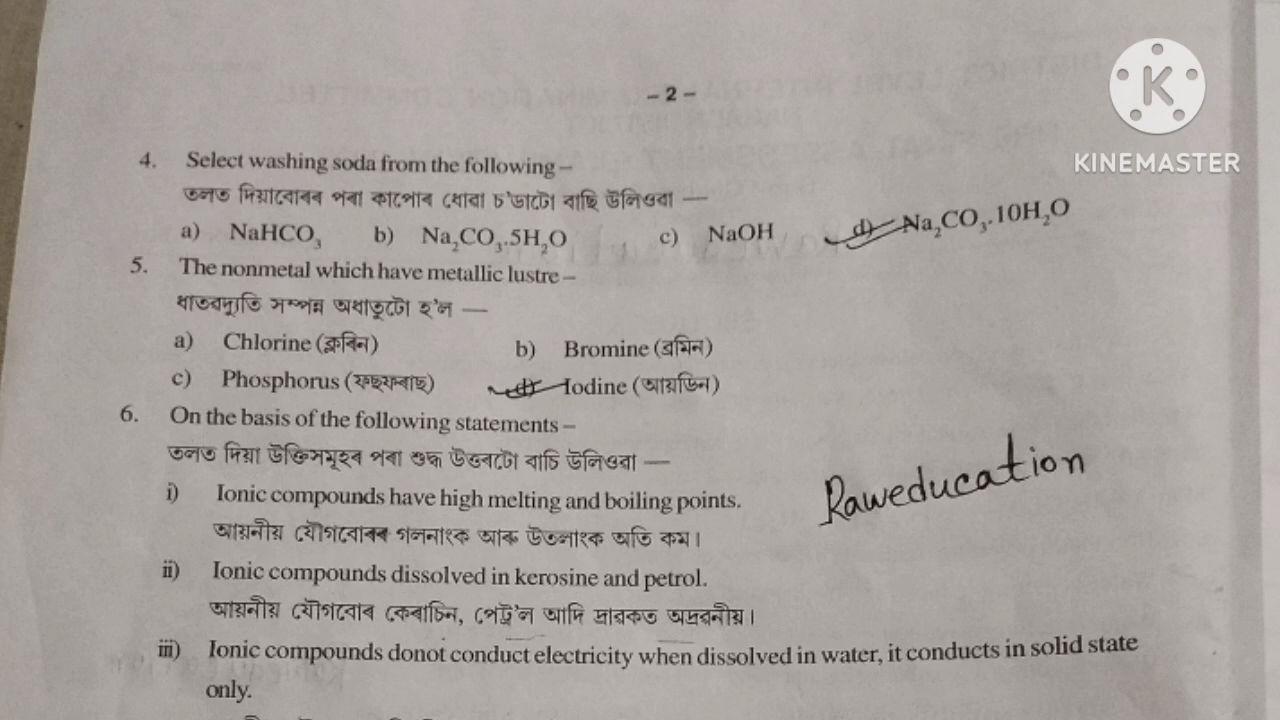 - 2 -
KINEMASTER
4. Select washing soda from the following –
তলত দিয়াবোৰৰ পৰা কাপোৰ ধোৱা চ'ডাটো বাছি উলিওৱা —
a) NaHCO₃ b) Na₂CO₃.5H₂O c) NaOH d) Na₂CO₃.10H₂O
5. The nonmetal which have metallic lustre –
ধাতবদ্যুতি সম্পন্ন অধাতুটো হ'ল —
a) Chlorine (ক্লৰিন) b) Bromine (ব্ৰমিন)
c) Phosphorus (ফছফৰাছ) d) Iodine (আয়ডিন)
6. On the basis of the following statements –
তলত দিয়া উক্তিসমূহৰ পৰা শুদ্ধ উত্তৰটো বাচি উলিওৱা —
i) Ionic compounds have high melting and boiling points.
আয়নীয় যৌগবোৰৰ গলনাংক আৰু উতলাংক অতি কম।
Raweducation
ii) Ionic compounds dissolved in kerosine and petrol.
আয়নীয় যৌগবোৰ কেৰাচিন, পেট্ৰ'ল আদি দ্ৰাৱকত অদ্ৰৱনীয়।
iii) Ionic compounds donot conduct electricity when dissolved in water, it conducts in solid state
only.